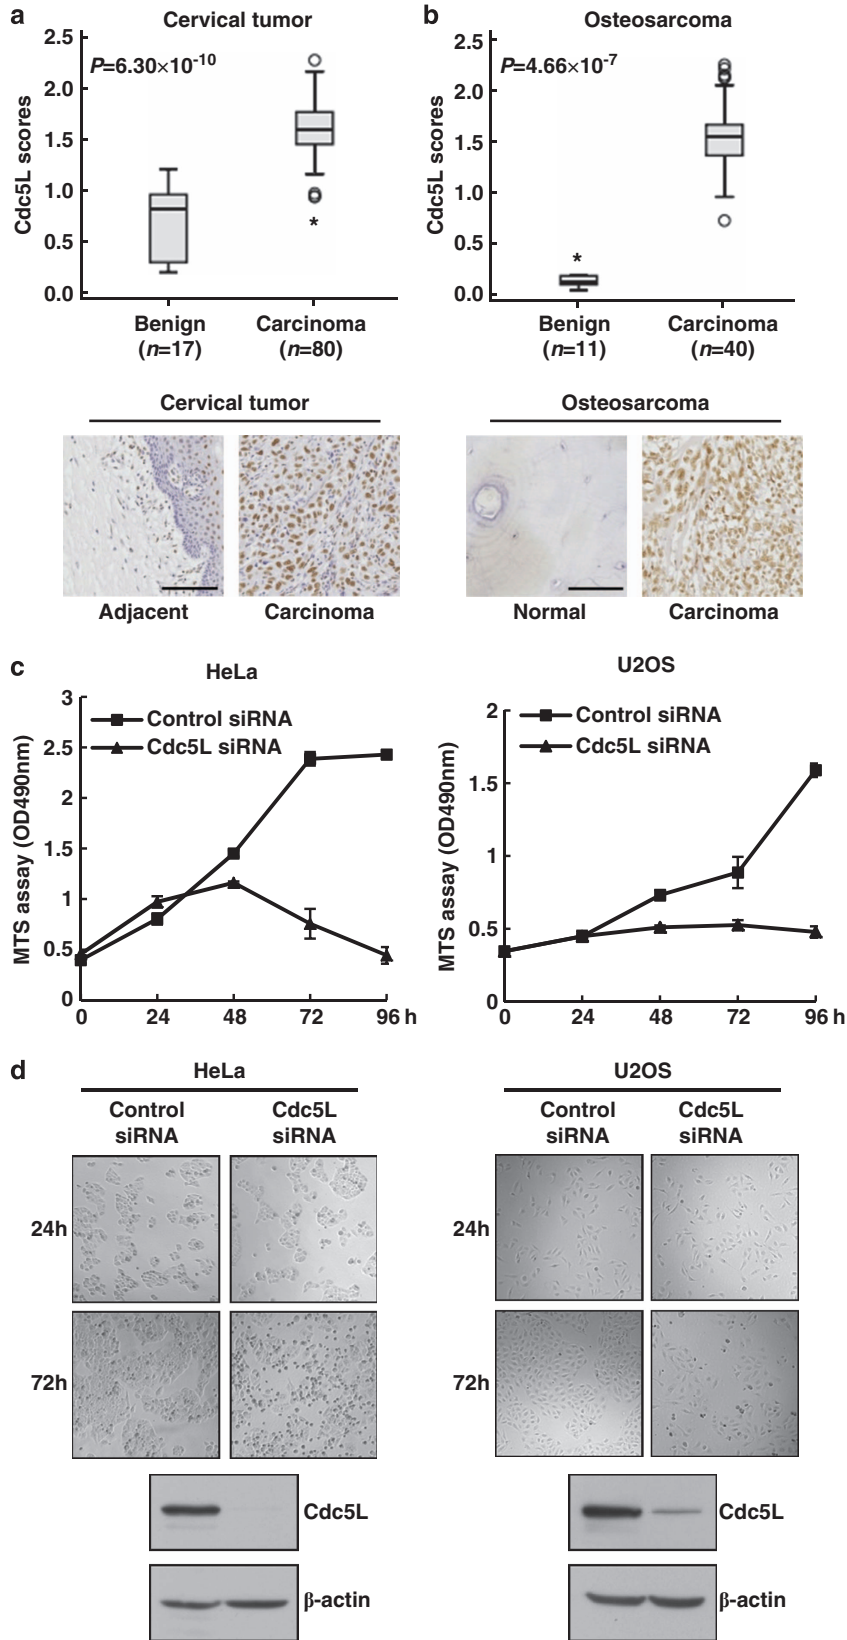 a
Cervical tumor
P=6.30×10-10
Cdc5L scores
2.5
2.0
1.5
1.0
0.5
0.0
*
Benign
(n=17)
Carcinoma
(n=80)
b
Osteosarcoma
P=4.66×10-7
Cdc5L scores
2.5
2.0
1.5
1.0
0.5
0.0
*
Benign
(n=11)
Carcinoma
(n=40)
Cervical tumor
Adjacent
Carcinoma
Osteosarcoma
Normal
Carcinoma
c
HeLa
Control siRNA
Cdc5L siRNA
MTS assay (OD490nm)
3
2.5
2
1.5
1
0.5
0
0 24 48 72 96 h
U2OS
Control siRNA
Cdc5L siRNA
MTS assay (OD490nm)
2
1.5
1
0.5
0
0 24 48 72 96 h
d
HeLa
Control
siRNA
Cdc5L
siRNA
24h
72h
Cdc5L
β-actin
U2OS
Control
siRNA
Cdc5L
siRNA
24h
72h
Cdc5L
β-actin